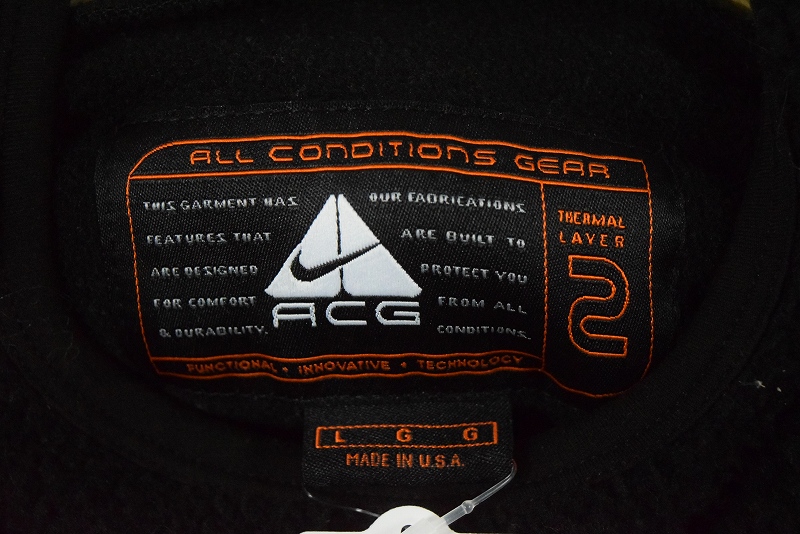 ALL CONDITIONS GEAR
THIS GARMENT HAS
FEATURES THAT
ARE DESIGNED
FOR COMFORT
& DURABILITY.
ACG
OUR FABRICATIONS
ARE BUILT TO
PROTECT YOU
FROM ALL
CONDITIONS.
THERMAL
LAYER
2
FUNCTIONAL • INNOVATIVE • TECHNOLOGY
L G G
MADE IN U.S.A.